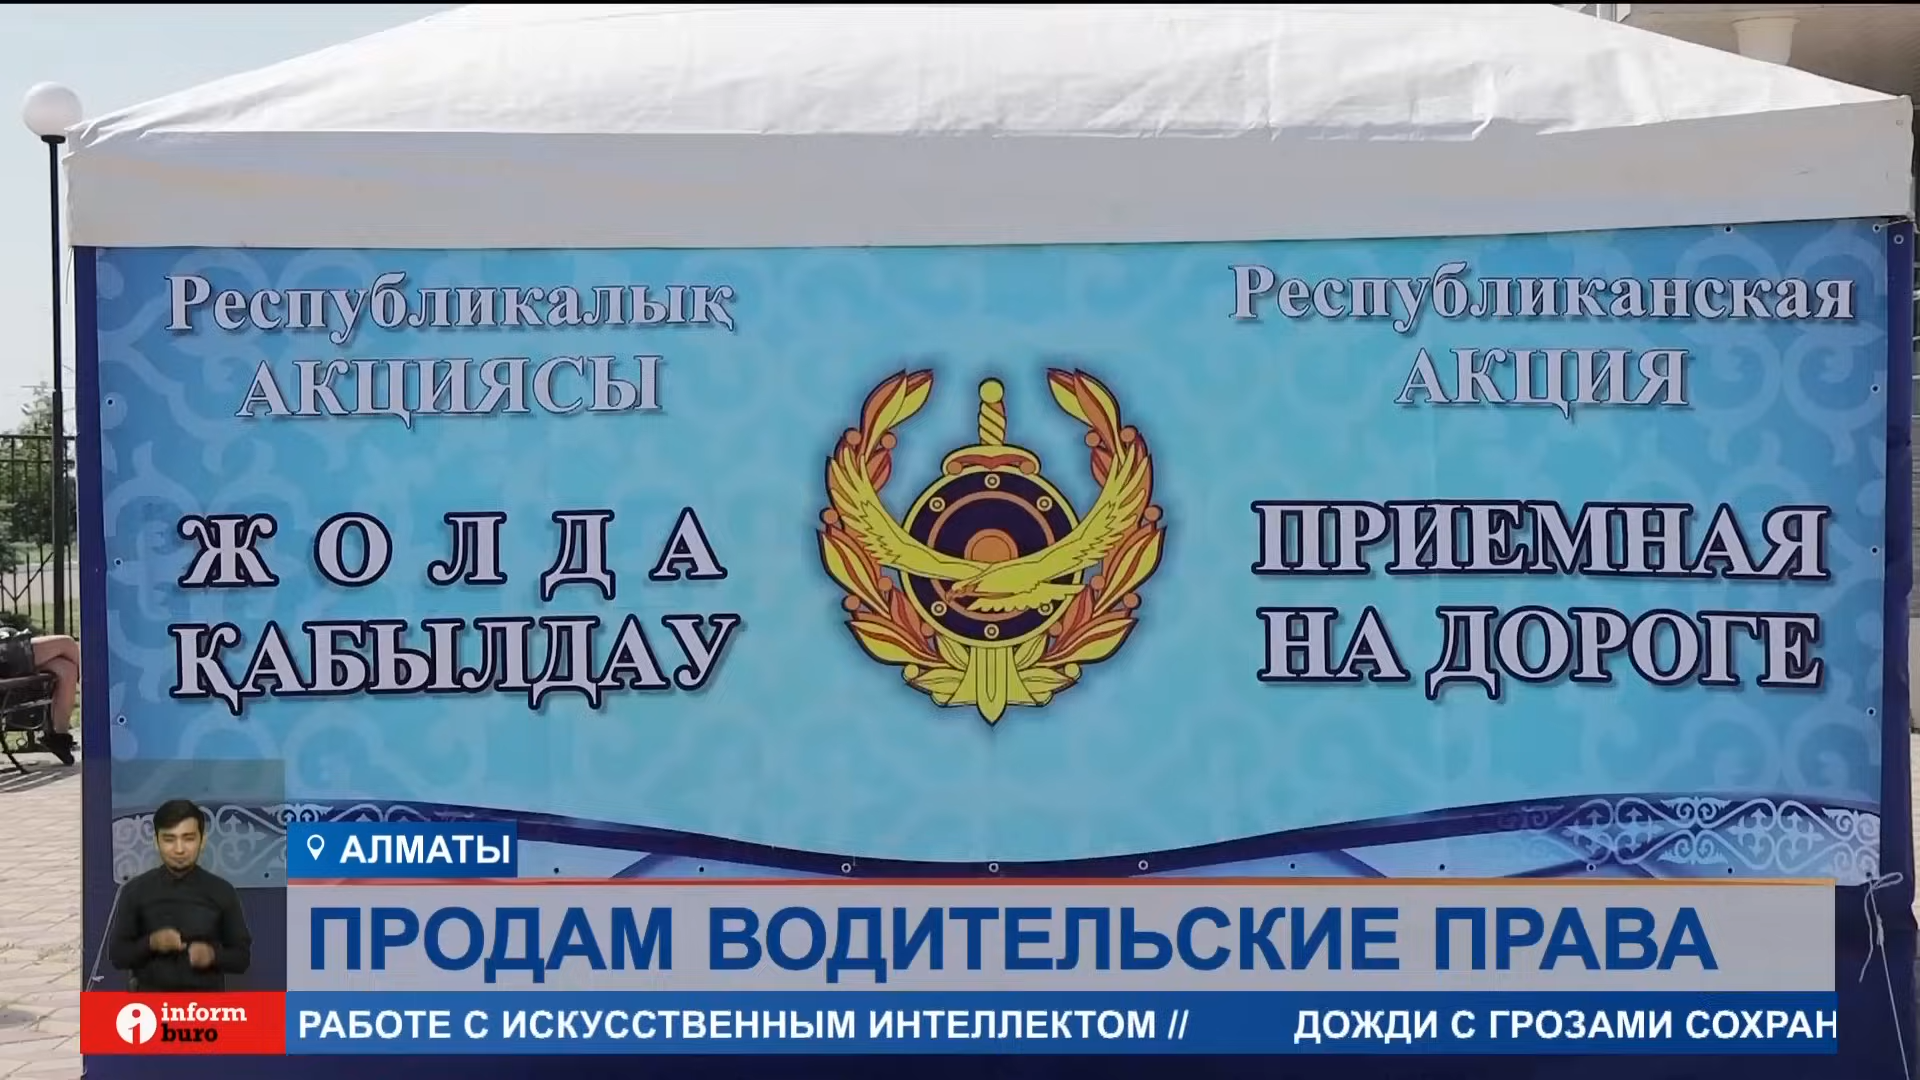 Республикалық
АКЦИЯСЫ
ЖОЛДА
ҚАБЫЛДАУ
Республиканская
АКЦИЯ
ПРИЕМНАЯ
НА ДОРОГЕ
АЛМАТЫ
ПРОДАМ ВОДИТЕЛЬСКИЕ ПРАВА
inform
buro
РАБОТЕ С ИСКУССТВЕННЫМ ИНТЕЛЛЕКТОМ // ДОЖДИ С ГРОЗАМИ СОХРАН